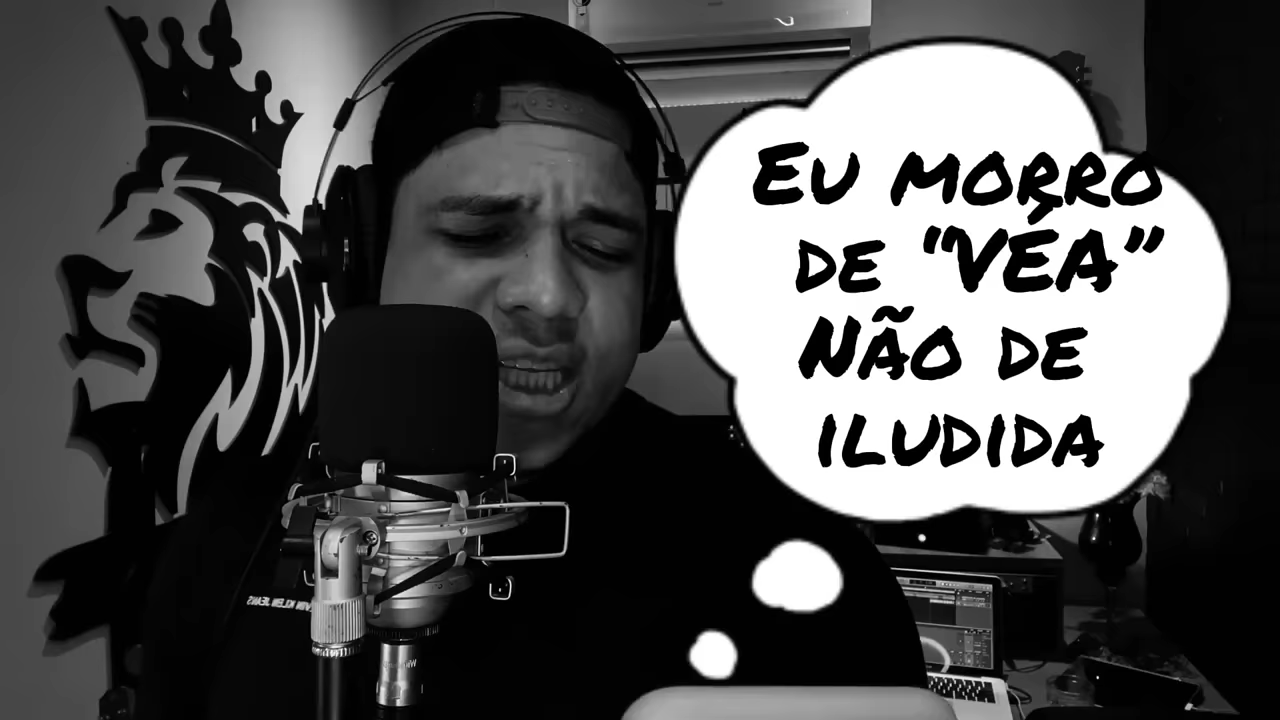 Eu morro
de "véa"
Não de
iludida